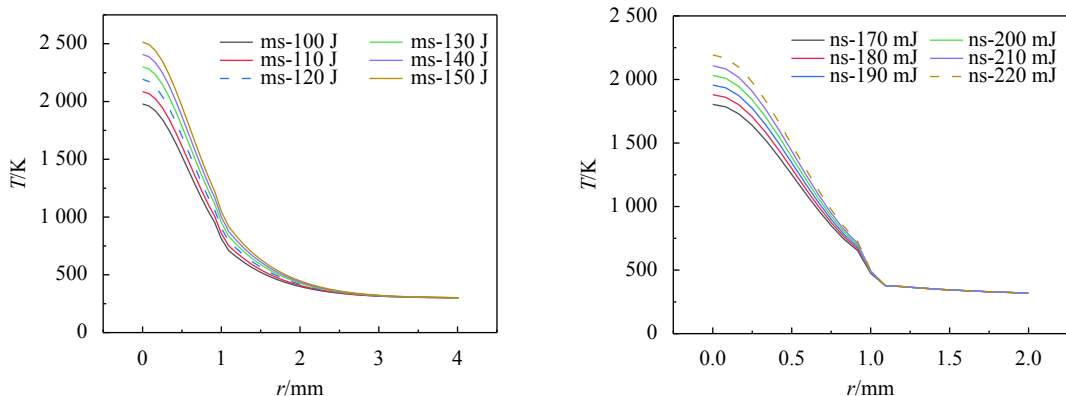 2 500
2 000
1 500
1 000
500
0
T/K
0 1 2 3 4
r/mm
ms-100 J ms-130 J
ms-110 J ms-140 J
ms-120 J ms-150 J
2 500
2 000
1 500
1 000
500
0
T/K
0.0 0.5 1.0 1.5 2.0
r/mm
ns-170 mJ ns-200 mJ
ns-180 mJ ns-210 mJ
ns-190 mJ ns-220 mJ